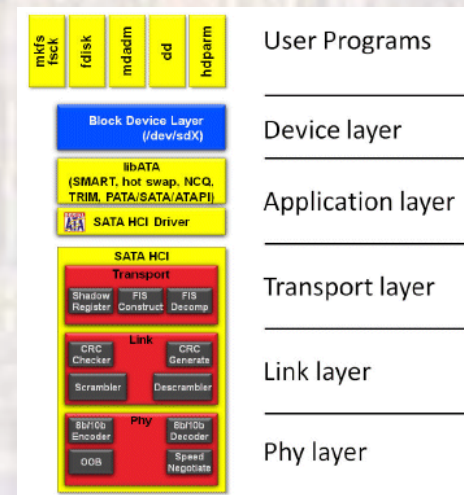 mkfs
fsck
fdisk
mdadm
dd
hdparm
User Programs
Block Device Layer
(/dev/sdX)
Device layer
libATA
(SMART, hot swap, NCQ,
TRIM, PATA/SATA/ATAPI)
SATA HCI Driver
Application layer
SATA HCI
Transport
Shadow
Register
FIS
Construct
FIS
Decomp
Transport layer
Link
CRC
Checker
CRC
Generate
Scrambler
Descrambler
Link layer
Phy
8b/10b
Encoder
8b/10b
Decoder
OOB
Speed
Negotiate
Phy layer